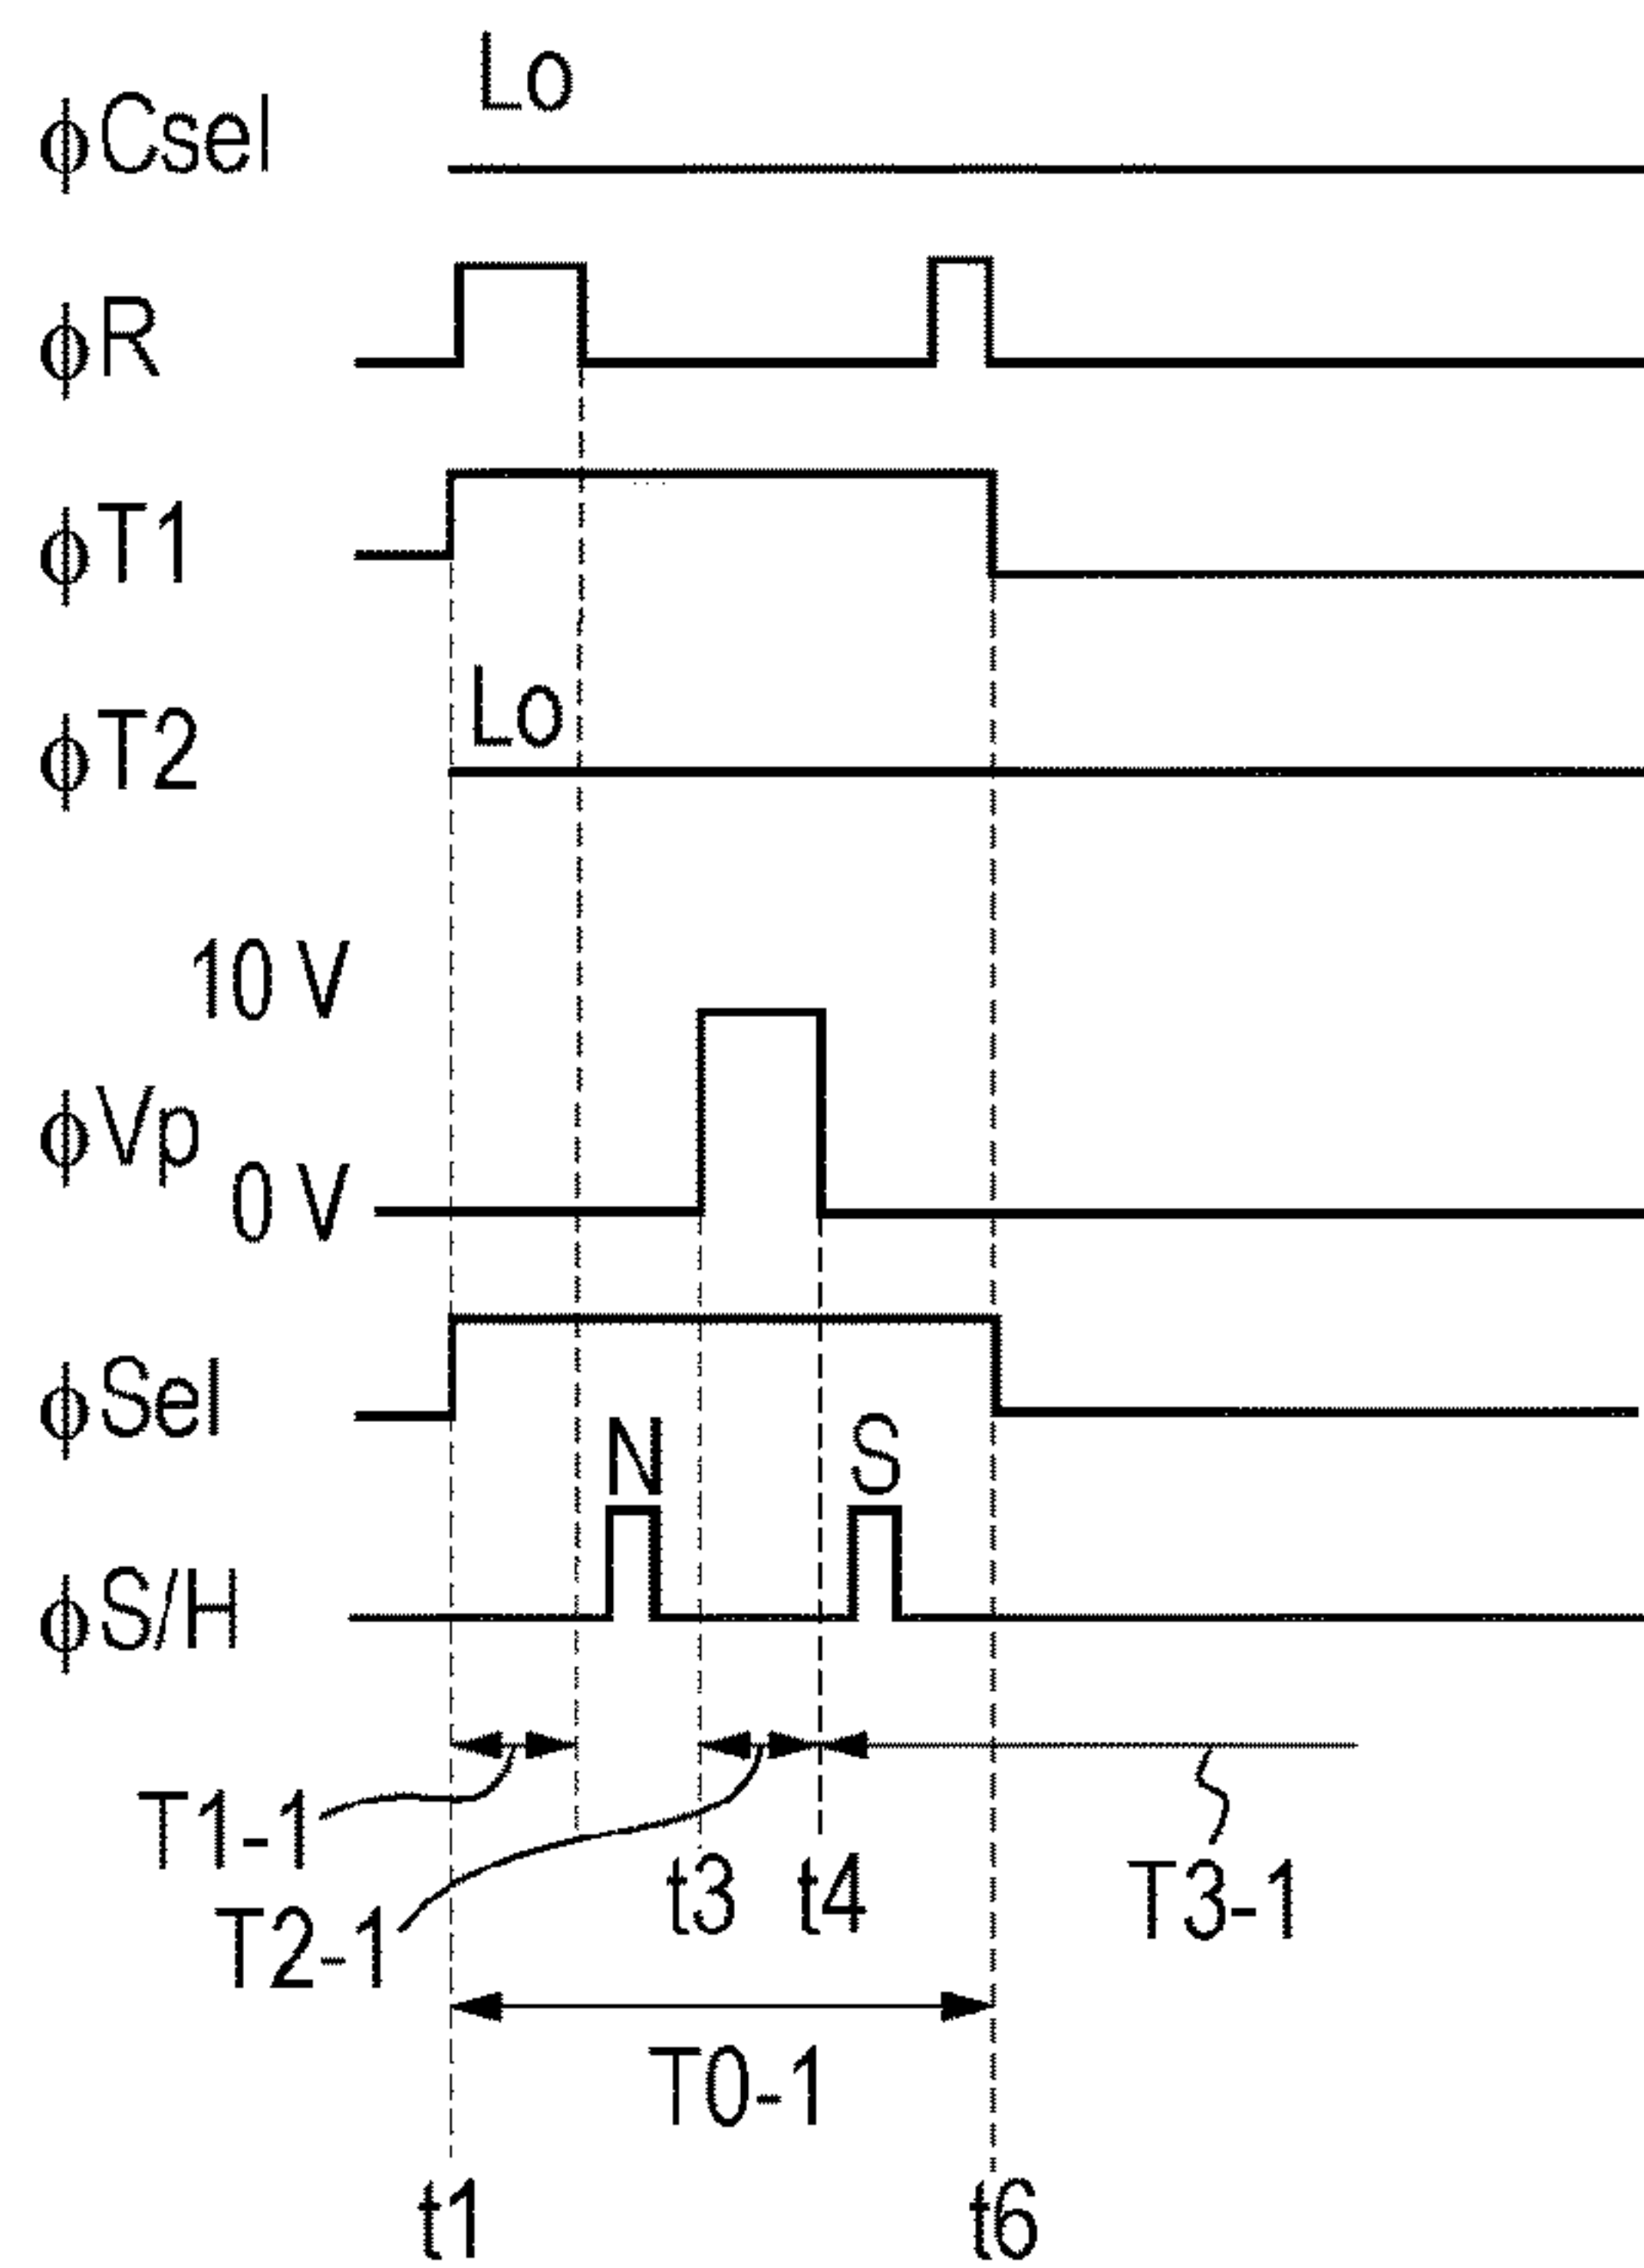 Lo
ϕCsel
ϕR
ϕT1
Lo
ϕT2
10 V
ϕVp
0 V
ϕSel
N
S
ϕS/H
T1-1
T2-1
t3
t4
T3-1
T0-1
t1
t6